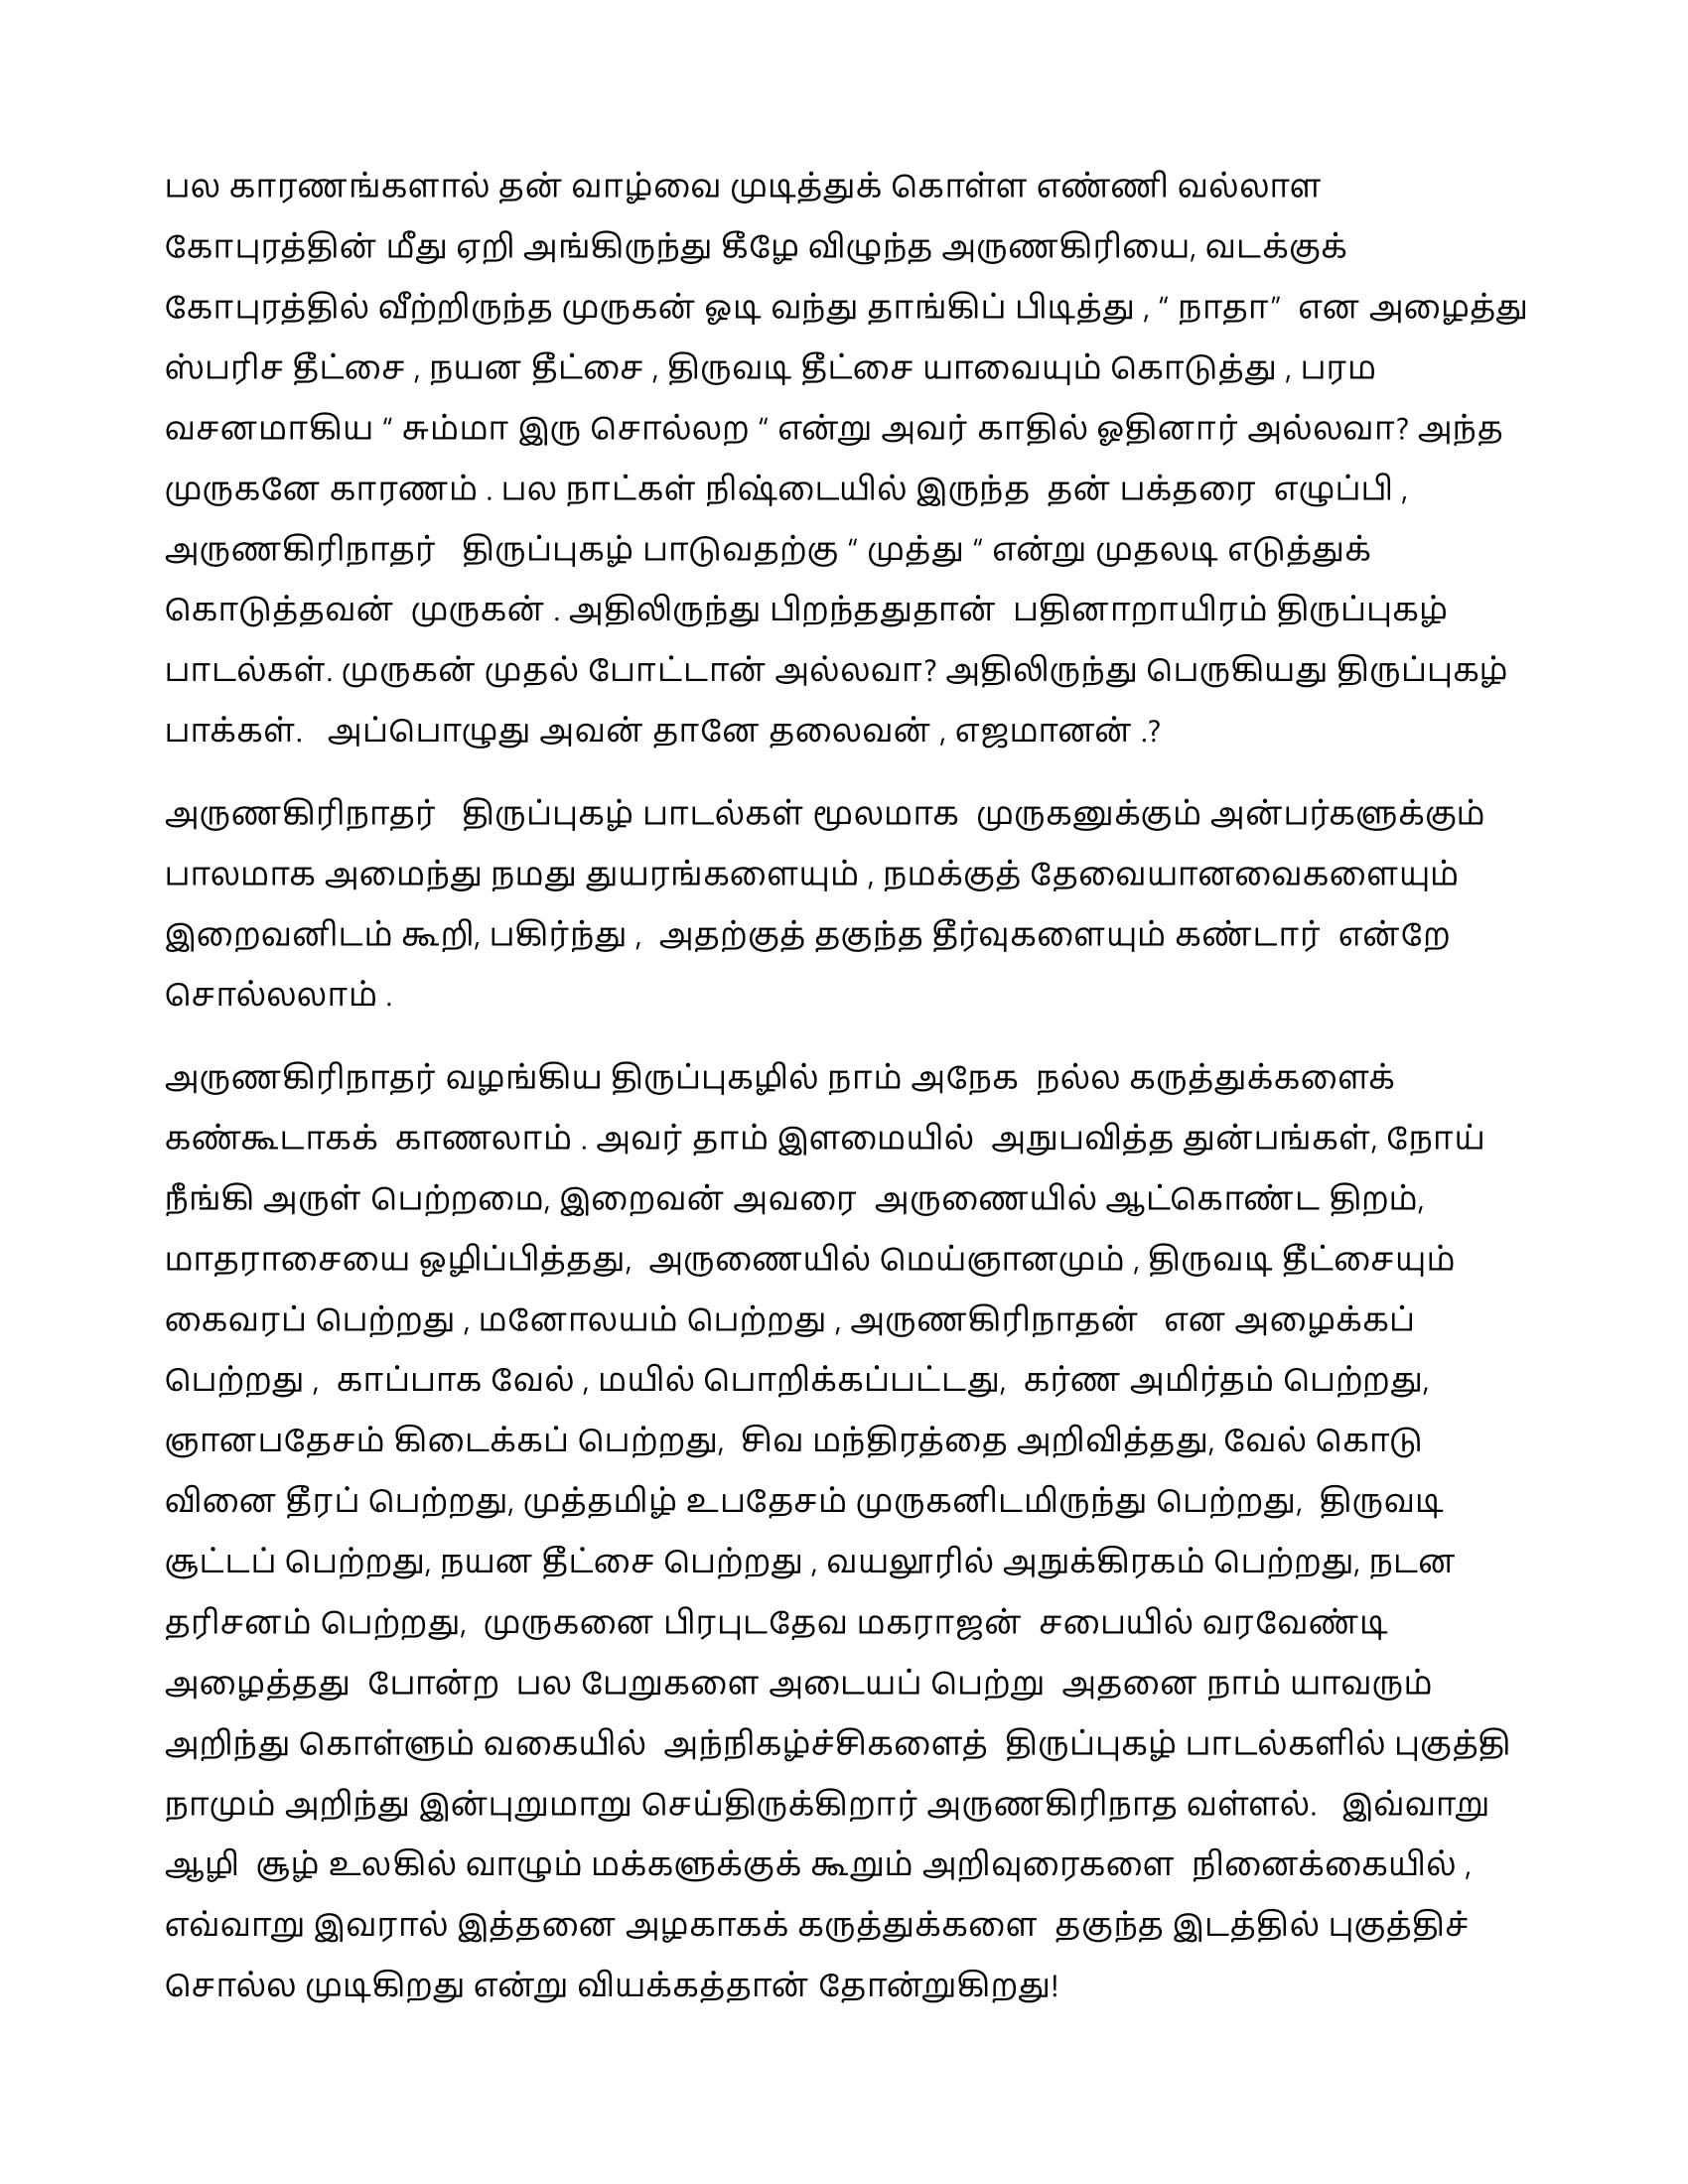 பல காரணங்களால் தன் வாழ்வை முடித்துக் கொள்ள எண்ணி வல்லாள
கோபுரத்தின் மீது ஏறி அங்கிருந்து கீழே விழுந்த அருணகிரியை, வடக்குக்
கோபுரத்தில் வீற்றிருந்த முருகன் ஓடி வந்து தாங்கிப் பிடித்து , “ நாதா”  என அழைத்து
ஸ்பரிச தீட்சை , நயன தீட்சை , திருவடி தீட்சை யாவையும் கொடுத்து , பரம
வசனமாகிய “ சும்மா இரு சொல்லற “ என்று அவர் காதில் ஓதினார் அல்லவா? அந்த
முருகனே காரணம் . பல நாட்கள் நிஷ்டையில் இருந்த  தன் பக்தரை  எழுப்பி ,
அருணகிரிநாதர்   திருப்புகழ் பாடுவதற்கு “ முத்து “ என்று முதலடி எடுத்துக்
கொடுத்தவன்  முருகன் . அதிலிருந்து பிறந்ததுதான்  பதினாறாயிரம் திருப்புகழ்
பாடல்கள். முருகன் முதல் போட்டான் அல்லவா? அதிலிருந்து பெருகியது திருப்புகழ்
பாக்கள்.   அப்பொழுது அவன் தானே தலைவன் , எஜமானன் .?
அருணகிரிநாதர்   திருப்புகழ் பாடல்கள் மூலமாக  முருகனுக்கும் அன்பர்களுக்கும்
பாலமாக அமைந்து நமது துயரங்களையும் , நமக்குத் தேவையானவைகளையும்
இறைவனிடம் கூறி, பகிர்ந்து ,  அதற்குத் தகுந்த தீர்வுகளையும் கண்டார்  என்றே
சொல்லலாம் .
அருணகிரிநாதர் வழங்கிய திருப்புகழில் நாம் அநேக  நல்ல கருத்துக்களைக்
கண்கூடாகக்  காணலாம் . அவர் தாம் இளமையில்  அநுபவித்த துன்பங்கள், நோய்
நீங்கி அருள் பெற்றமை, இறைவன் அவரை  அருணையில் ஆட்கொண்ட திறம்,
மாதராசையை ஒழிப்பித்தது,  அருணையில் மெய்ஞானமும் , திருவடி தீட்சையும்
கைவரப் பெற்றது , மனோலயம் பெற்றது , அருணகிரிநாதன்   என அழைக்கப்
பெற்றது ,  காப்பாக வேல் , மயில் பொறிக்கப்பட்டது,  கர்ண அமிர்தம் பெற்றது,
ஞானபதேசம் கிடைக்கப் பெற்றது,  சிவ மந்திரத்தை அறிவித்தது, வேல் கொடு
வினை தீரப் பெற்றது, முத்தமிழ் உபதேசம் முருகனிடமிருந்து பெற்றது,  திருவடி
சூட்டப் பெற்றது, நயன தீட்சை பெற்றது , வயலூரில் அநுக்கிரகம் பெற்றது, நடன
தரிசனம் பெற்றது,  முருகனை பிரபுடதேவ மகராஜன்  சபையில் வரவேண்டி
அழைத்தது  போன்ற  பல பேறுகளை அடையப் பெற்று  அதனை நாம் யாவரும்
அறிந்து கொள்ளும் வகையில்  அந்நிகழ்ச்சிகளைத்  திருப்புகழ் பாடல்களில் புகுத்தி
நாமும் அறிந்து இன்புறுமாறு செய்திருக்கிறார் அருணகிரிநாத வள்ளல்.   இவ்வாறு
ஆழி  சூழ் உலகில் வாழும் மக்களுக்குக் கூறும் அறிவுரைகளை  நினைக்கையில் ,
எவ்வாறு இவரால் இத்தனை அழகாகக் கருத்துக்களை  தகுந்த இடத்தில் புகுத்திச்
சொல்ல முடிகிறது என்று வியக்கத்தான் தோன்றுகிறது!